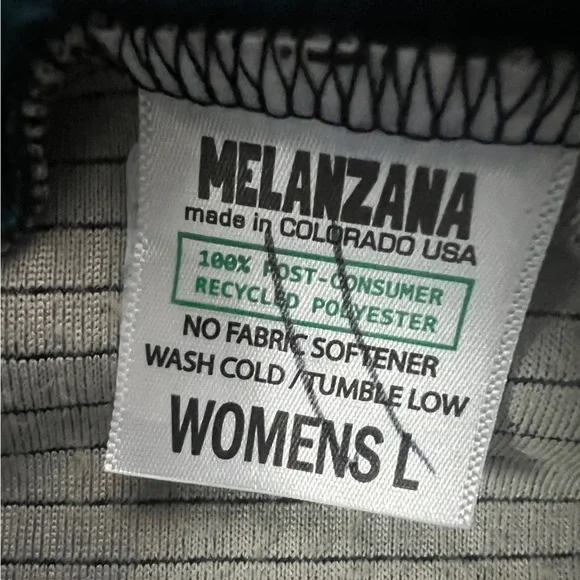 MELANZANA
made in COLORADO USA
100% POST-CONSUMER
RECYCLED POLYESTER
NO FABRIC SOFTENER
WASH COLD / TUMBLE LOW
WOMENS L